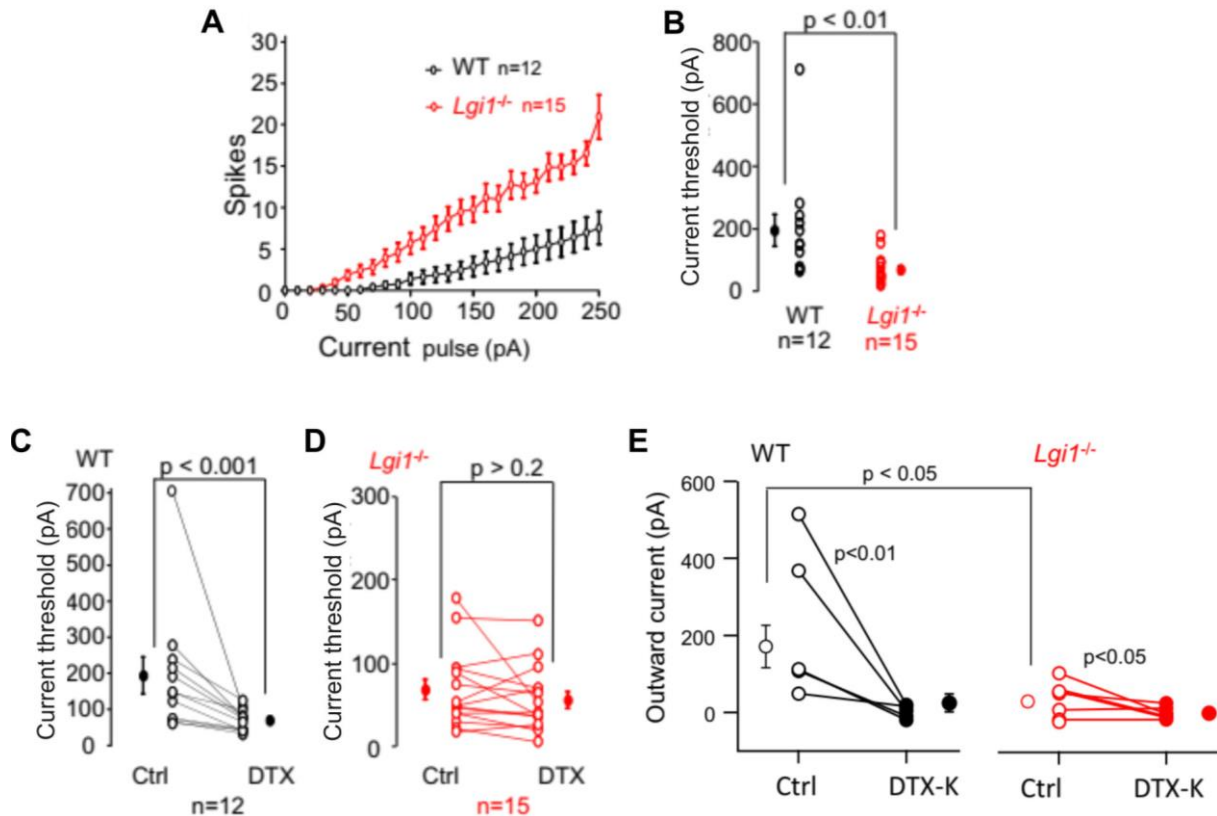 A
30
25
20
15
10
5
0
Spikes
WT n=12
Lgi1-/- n=15
0 50 100 150 200 250
Current pulse (pA)
B
p < 0.01
800
600
400
200
0
Current threshold (pA)
WT Lgi1-/-
n=12 n=15
C
WT
p < 0.001
700
600
500
400
300
200
100
0
Current threshold (pA)
Ctrl DTX
n=12
D
Lgi1-/-
p > 0.2
300
200
100
0
Current threshold (pA)
Ctrl DTX
n=15
E
WT Lgi1-/-
p < 0.05
600
400
200
0
Outward current (pA)
p<0.01
p<0.05
Ctrl DTX-K Ctrl DTX-K